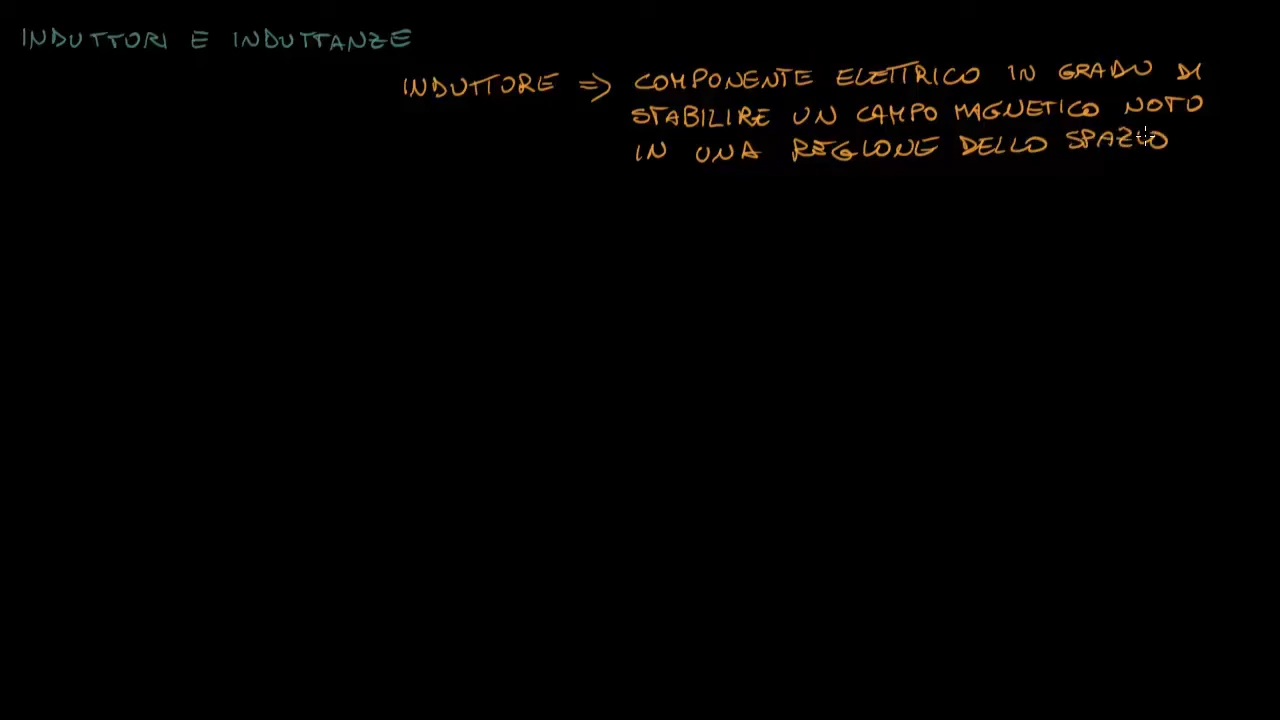 INDUTTORI E INDUTTANZE
INDUTTORE => COMPONENTE ELETTRICO IN GRADO DI
STABILIRE UN CAMPO MAGNETICO NOTO
IN UNA REGIONE DELLO SPAZIO